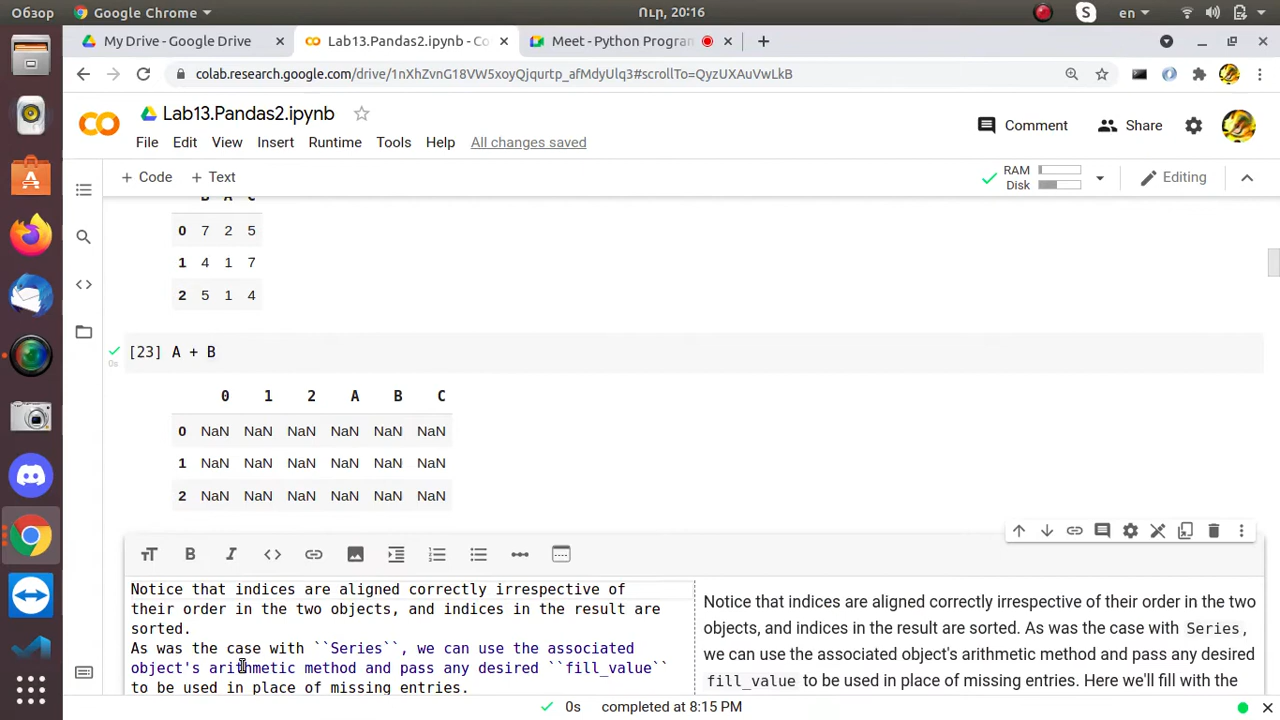 Обзор
Google Chrome
Ուր, 20:16
en
My Drive - Google Drive
Lab13.Pandas2.ipynb - Co
Meet - Python Progran
colab.research.google.com/drive/1nXhZvnG18VW5xoyQjqurtp_afMdyUlq3#scrollTo=QyzUXAuVwLkB
Lab13.Pandas2.ipynb
File Edit View Insert Runtime Tools Help All changes saved
Comment
Share
+ Code + Text
RAM
Disk
Editing
B A C
0 7 2 5
1 4 1 7
2 5 1 4
0s
[23] A + B
0 1 2 A B C
0 NaN NaN NaN NaN NaN NaN
1 NaN NaN NaN NaN NaN NaN
2 NaN NaN NaN NaN NaN NaN
Notice that indices are aligned correctly irrespective of
their order in the two objects, and indices in the result are
sorted.
As was the case with ``Series``, we can use the associated
object's arithmetic method and pass any desired ``fill_value``
to be used in place of missing entries.
Notice that indices are aligned correctly irrespective of their order in the two
objects, and indices in the result are sorted. As was the case with Series,
we can use the associated object's arithmetic method and pass any desired
fill_value to be used in place of missing entries. Here we'll fill with the
0s completed at 8:15 PM